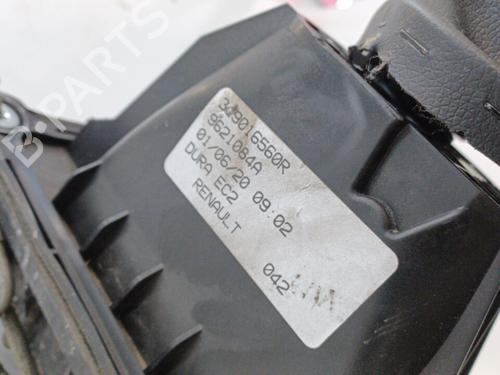 349016560R
9621084A
01/06/20 09:02
DURA EC2
RENAULT
042
B-PARTS